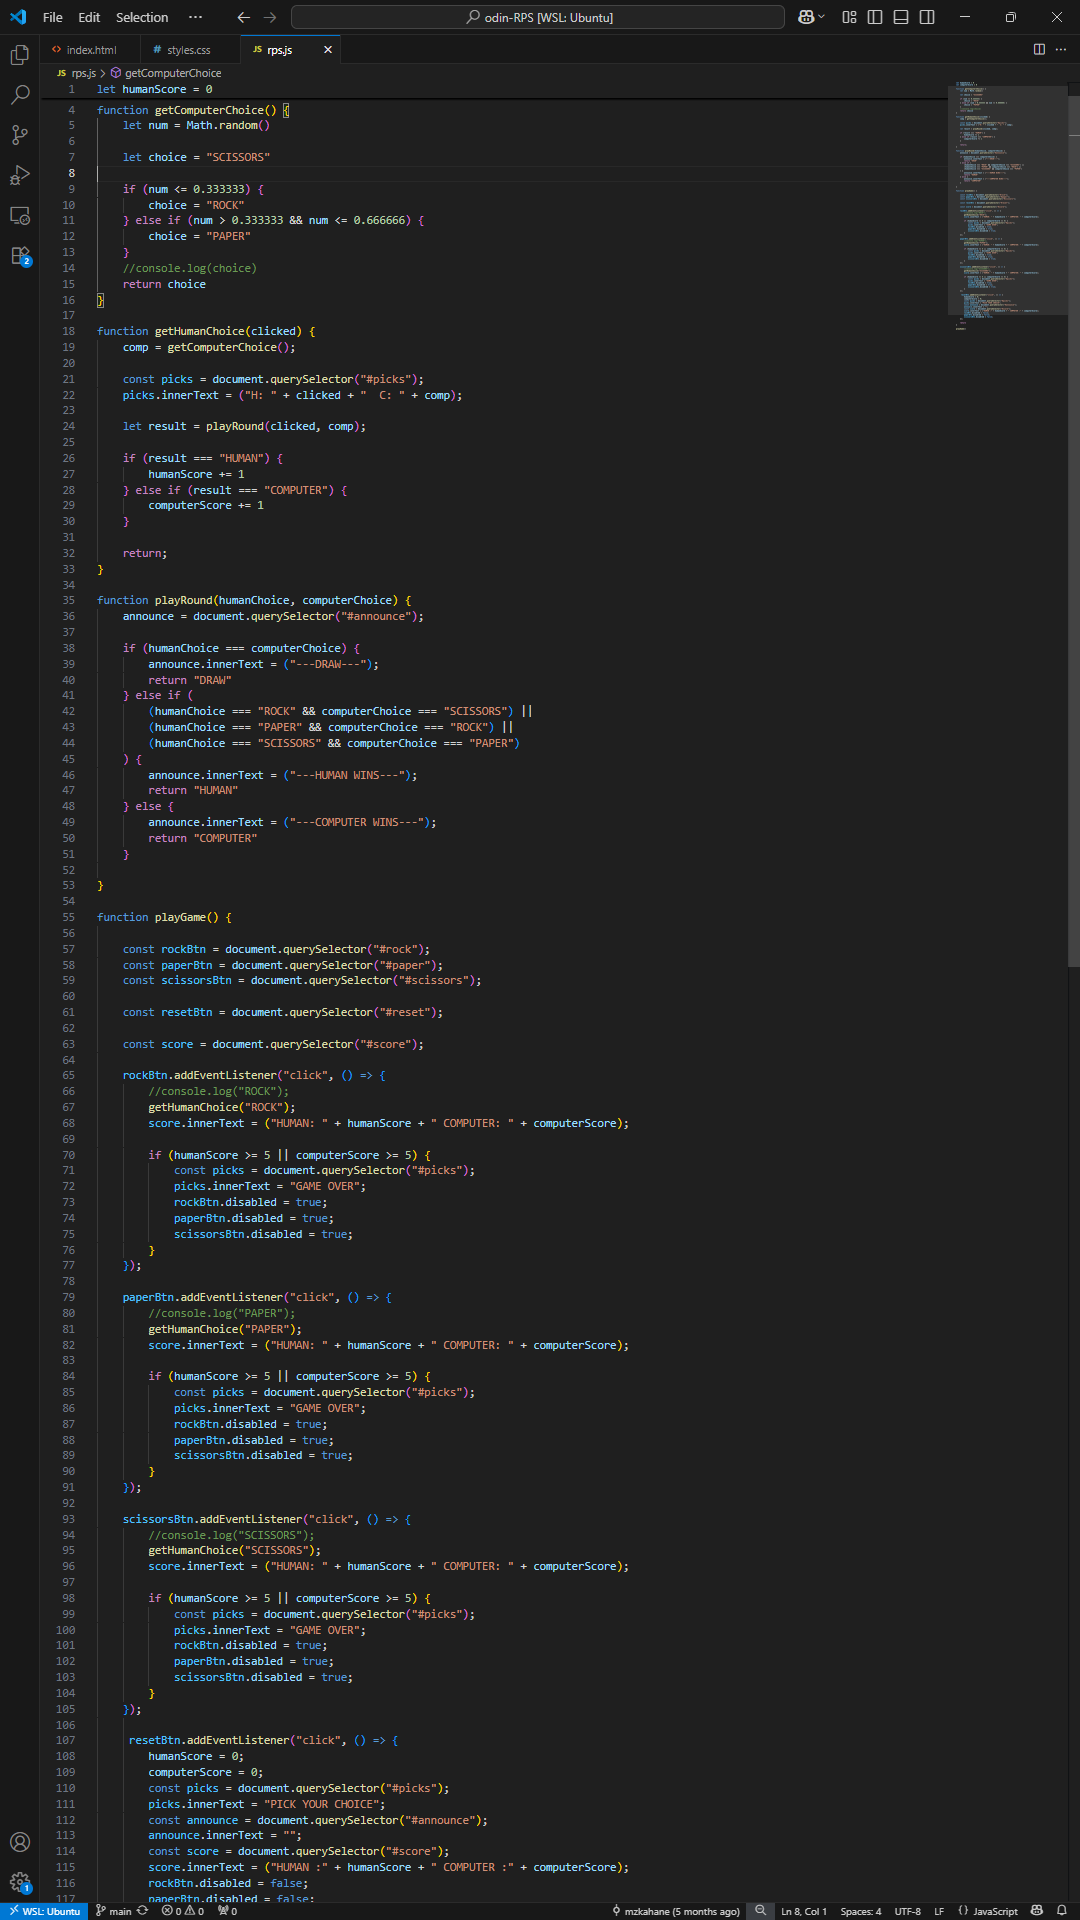 File Edit Selection ··· odin-RPS [WSL: Ubuntu]
index.html styles.css JS rps.js
JS rps.js > getComputerChoice
1 let humanScore = 0
4 function getComputerChoice() {
5 let num = Math.random()
6
7 let choice = "SCISSORS"
8
9 if (num <= 0.333333) {
10 choice = "ROCK"
11 } else if (num > 0.333333 && num <= 0.666666) {
12 choice = "PAPER"
13 }
14 //console.log(choice)
15 return choice
16 }
17
18 function getHumanChoice(clicked) {
19 comp = getComputerChoice();
20
21 const picks = document.querySelector("#picks");
22 picks.innerText = ("H: " + clicked + "  C: " + comp);
23
24 let result = playRound(clicked, comp);
25
26 if (result === "HUMAN") {
27 humanScore += 1
28 } else if (result === "COMPUTER") {
29 computerScore += 1
30 }
31
32 return;
33 }
34
35 function playRound(humanChoice, computerChoice) {
36 announce = document.querySelector("#announce");
37
38 if (humanChoice === computerChoice) {
39 announce.innerText = ("---DRAW---");
40 return "DRAW"
41 } else if (
42 (humanChoice === "ROCK" && computerChoice === "SCISSORS") ||
43 (humanChoice === "PAPER" && computerChoice === "ROCK") ||
44 (humanChoice === "SCISSORS" && computerChoice === "PAPER")
45 ) {
46 announce.innerText = ("---HUMAN WINS---");
47 return "HUMAN"
48 } else {
49 announce.innerText = ("---COMPUTER WINS---");
50 return "COMPUTER"
51 }
52
53 }
54
55 function playGame() {
56
57 const rockBtn = document.querySelector("#rock");
58 const paperBtn = document.querySelector("#paper");
59 const scissorsBtn = document.querySelector("#scissors");
60
61 const resetBtn = document.querySelector("#reset");
62
63 const score = document.querySelector("#score");
64
65 rockBtn.addEventListener("click", () => {
66 //console.log("ROCK");
67 getHumanChoice("ROCK");
68 score.innerText = ("HUMAN: " + humanScore + " COMPUTER: " + computerScore);
69
70 if (humanScore >= 5 || computerScore >= 5) {
71 const picks = document.querySelector("#picks");
72 picks.innerText = "GAME OVER";
73 rockBtn.disabled = true;
74 paperBtn.disabled = true;
75 scissorsBtn.disabled = true;
76 }
77 });
78
79 paperBtn.addEventListener("click", () => {
80 //console.log("PAPER");
81 getHumanChoice("PAPER");
82 score.innerText = ("HUMAN: " + humanScore + " COMPUTER: " + computerScore);
83
84 if (humanScore >= 5 || computerScore >= 5) {
85 const picks = document.querySelector("#picks");
86 picks.innerText = "GAME OVER";
87 rockBtn.disabled = true;
88 paperBtn.disabled = true;
89 scissorsBtn.disabled = true;
90 }
91 });
92
93 scissorsBtn.addEventListener("click", () => {
94 //console.log("SCISSORS");
95 getHumanChoice("SCISSORS");
96 score.innerText = ("HUMAN: " + humanScore + " COMPUTER: " + computerScore);
97
98 if (humanScore >= 5 || computerScore >= 5) {
99 const picks = document.querySelector("#picks");
100 picks.innerText = "GAME OVER";
101 rockBtn.disabled = true;
102 paperBtn.disabled = true;
103 scissorsBtn.disabled = true;
104 }
105 });
106
107 resetBtn.addEventListener("click", () => {
108 humanScore = 0;
109 computerScore = 0;
110 const picks = document.querySelector("#picks");
111 picks.innerText = "PICK YOUR CHOICE";
112 const announce = document.querySelector("#announce");
113 announce.innerText = "";
114 const score = document.querySelector("#score");
115 score.innerText = ("HUMAN :" + humanScore + " COMPUTER :" + computerScore);
116 rockBtn.disabled = false;
117 paperBtn.disabled = false;
2
1
WSL: Ubuntu main 0 0 0 mzkahane (5 months ago) Ln 8, Col 1 Spaces: 4 UTF-8 LF {} JavaScript